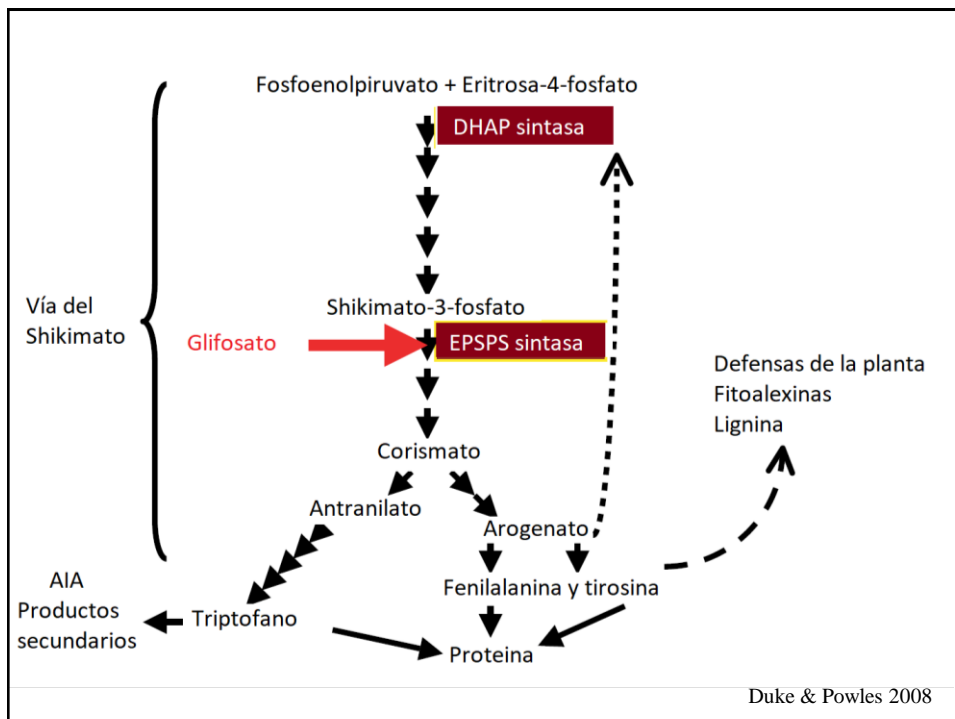 Fosfoenolpiruvato + Eritrosa-4-fosfato
DHAP sintasa
Shikimato-3-fosfato
Vía del
Shikimato
Glifosato
EPSPS sintasa
Defensas de la planta
Fitoalexinas
Lignina
Corismato
Antranilato
Arogenato
AIA
Productos
secundarios
Triptofano
Fenilalanina y tirosina
Proteina
Duke & Powles 2008